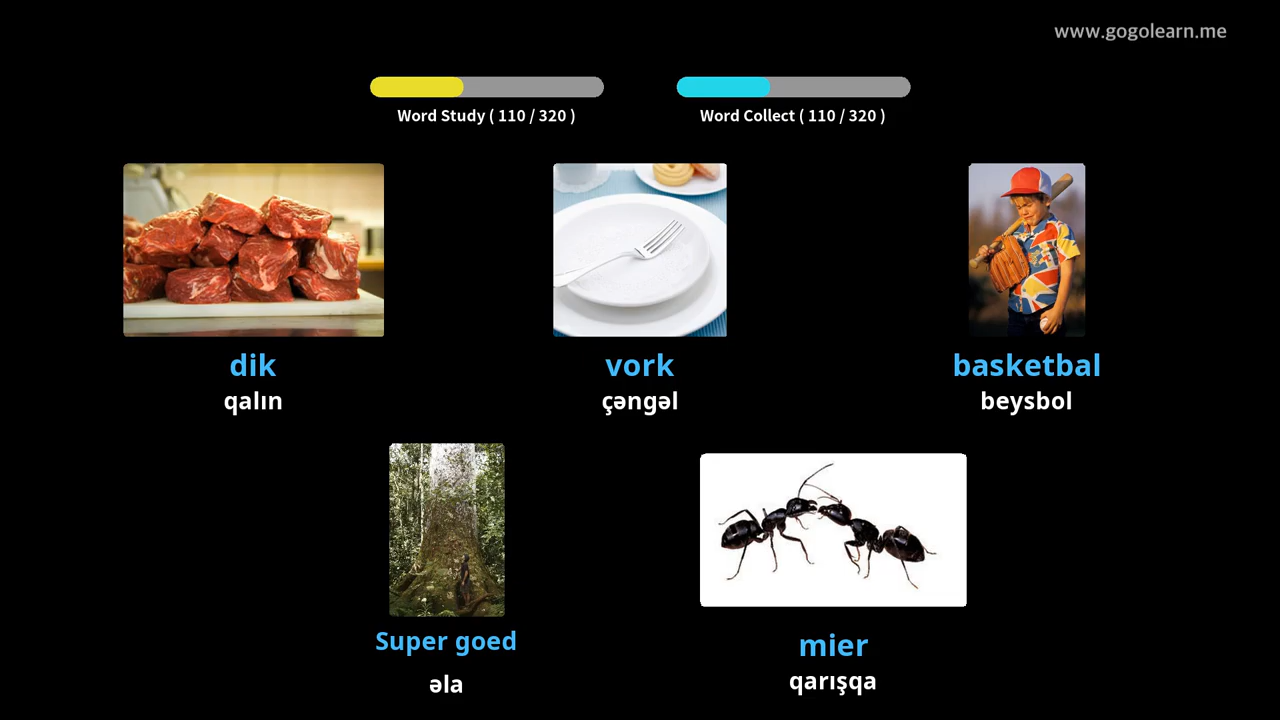 www.gogolearn.me
Word Study ( 110 / 320 )
Word Collect ( 110 / 320 )
dik
qalın
vork
çəngəl
basketbal
beysbol
Super goed
əla
mier
qarışqa